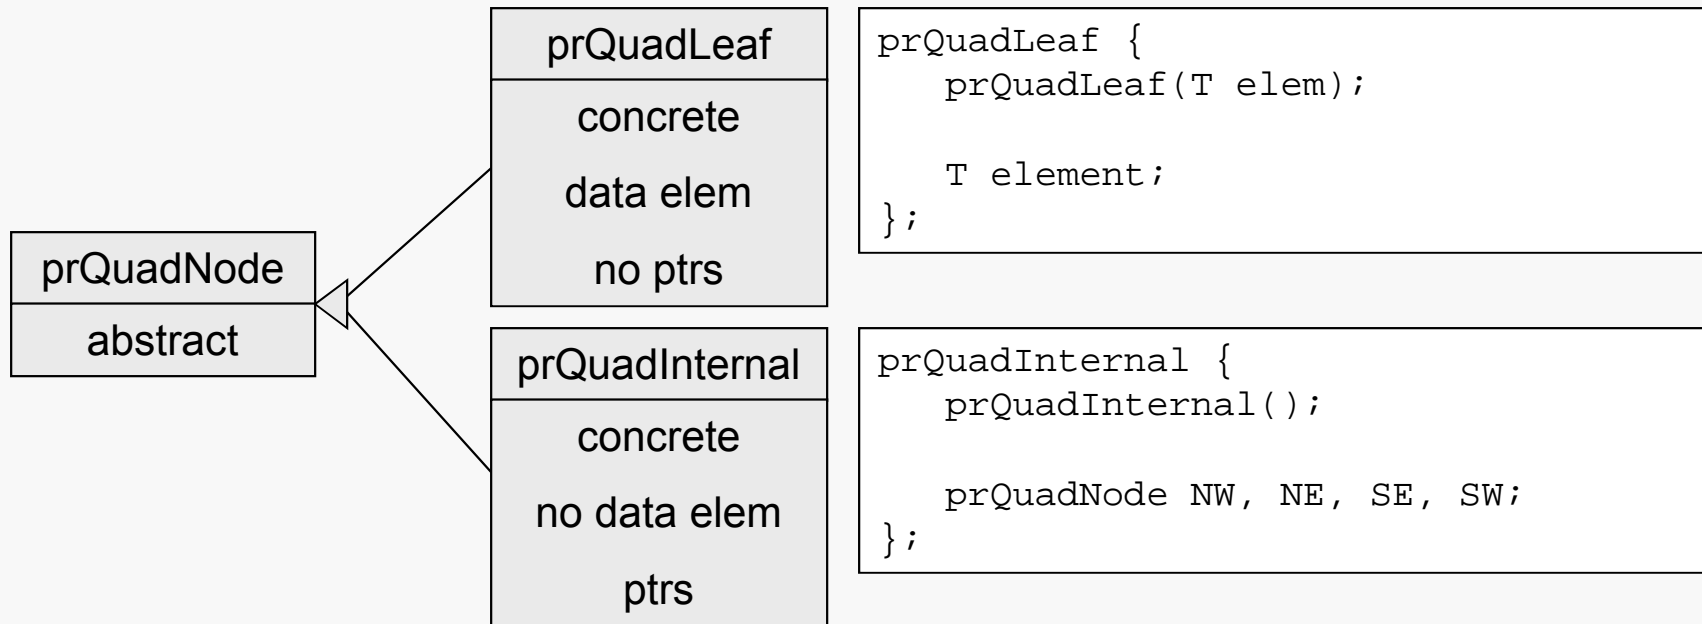 prQuadNode
abstract
prQuadLeaf
concrete
data elem
no ptrs
prQuadLeaf {
   prQuadLeaf(T elem);
   T element;
};
prQuadInternal
concrete
no data elem
ptrs
prQuadInternal {
   prQuadInternal();
   prQuadNode NW, NE, SE, SW;
};